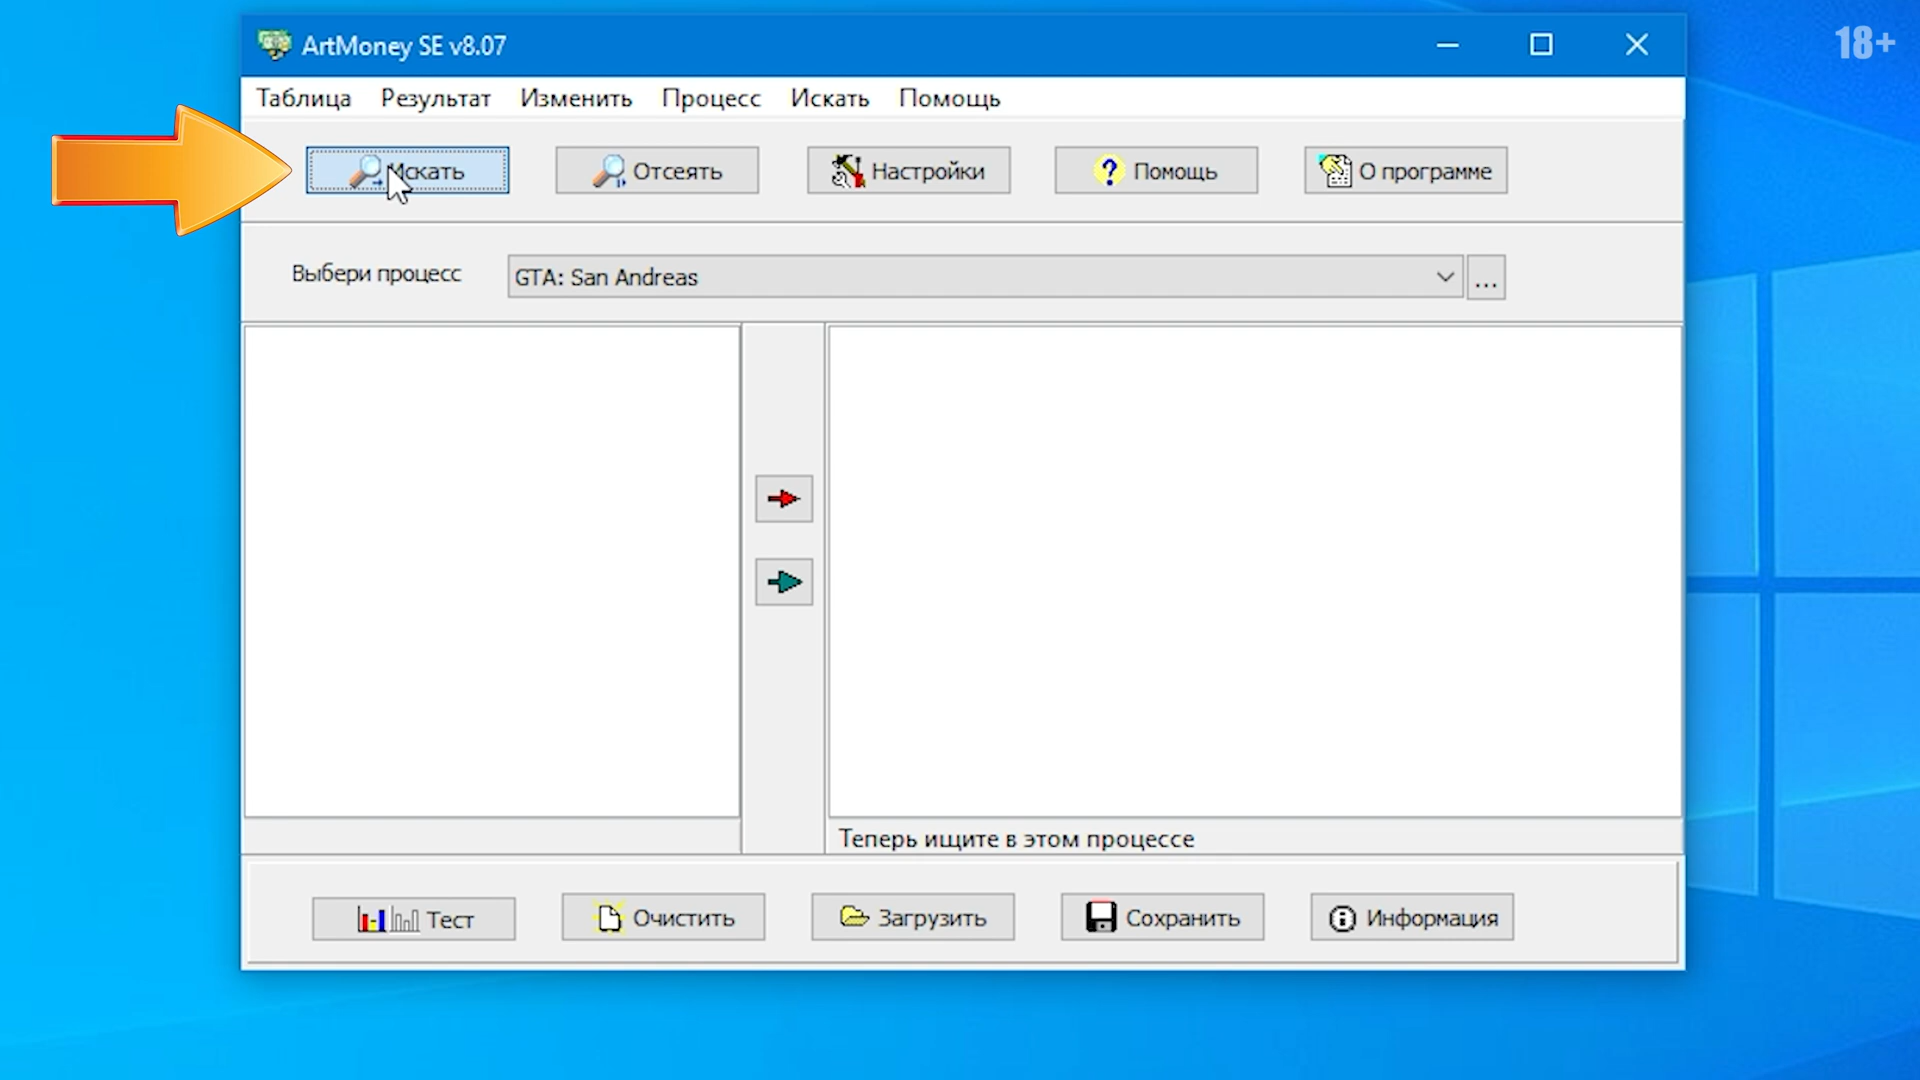 ArtMoney SE v8.07
18+
Таблица Результат Изменить Процесс Искать Помощь
Искать Отсеять Настройки Помощь О программе
Выбери процесс GTA: San Andreas ...
Теперь ищите в этом процессе
Тест Очистить Загрузить Сохранить Информация